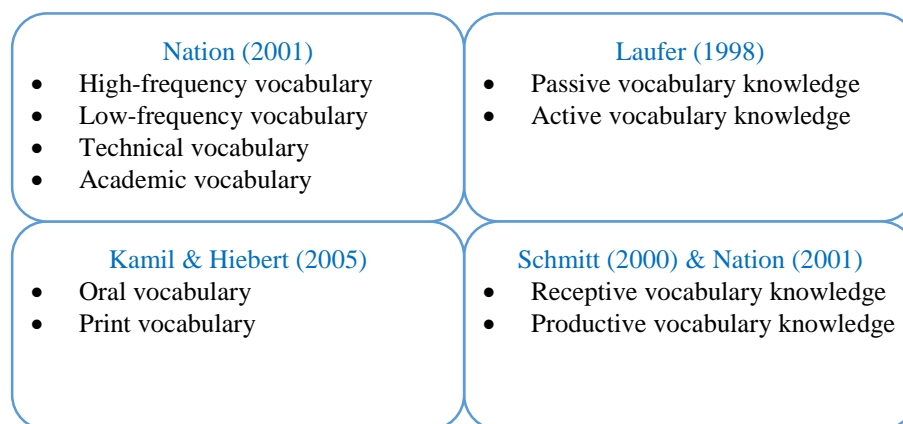 Nation (2001)
• High-frequency vocabulary
• Low-frequency vocabulary
• Technical vocabulary
• Academic vocabulary
Laufer (1998)
• Passive vocabulary knowledge
• Active vocabulary knowledge
Kamil & Hiebert (2005)
• Oral vocabulary
• Print vocabulary
Schmitt (2000) & Nation (2001)
• Receptive vocabulary knowledge
• Productive vocabulary knowledge